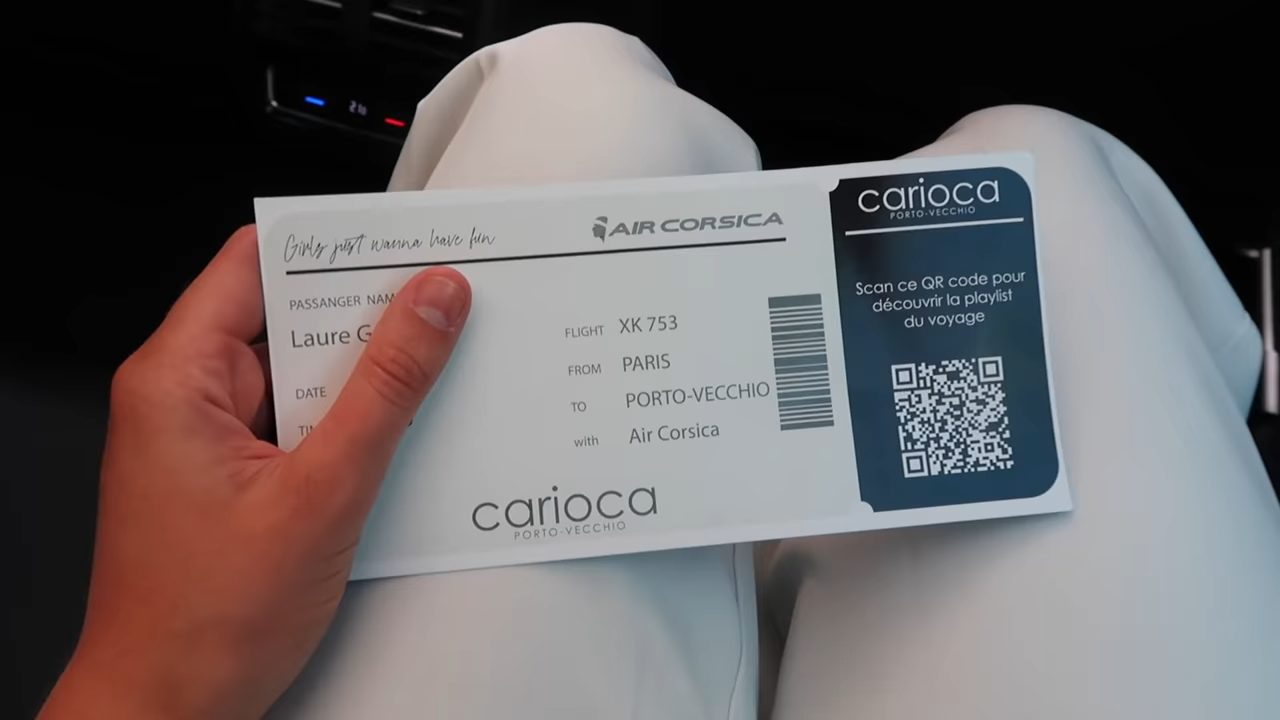 Girls just wanna have fun
AIR CORSICA
PASSANGER NAM
Laure G
DATE
FLIGHT XK 753
FROM PARIS
TO PORTO-VECCHIO
with Air Corsica
carioca
PORTO-VECCHIO
carioca
PORTO-VECCHIO
Scan ce QR code pour
découvrir la playlist
du voyage